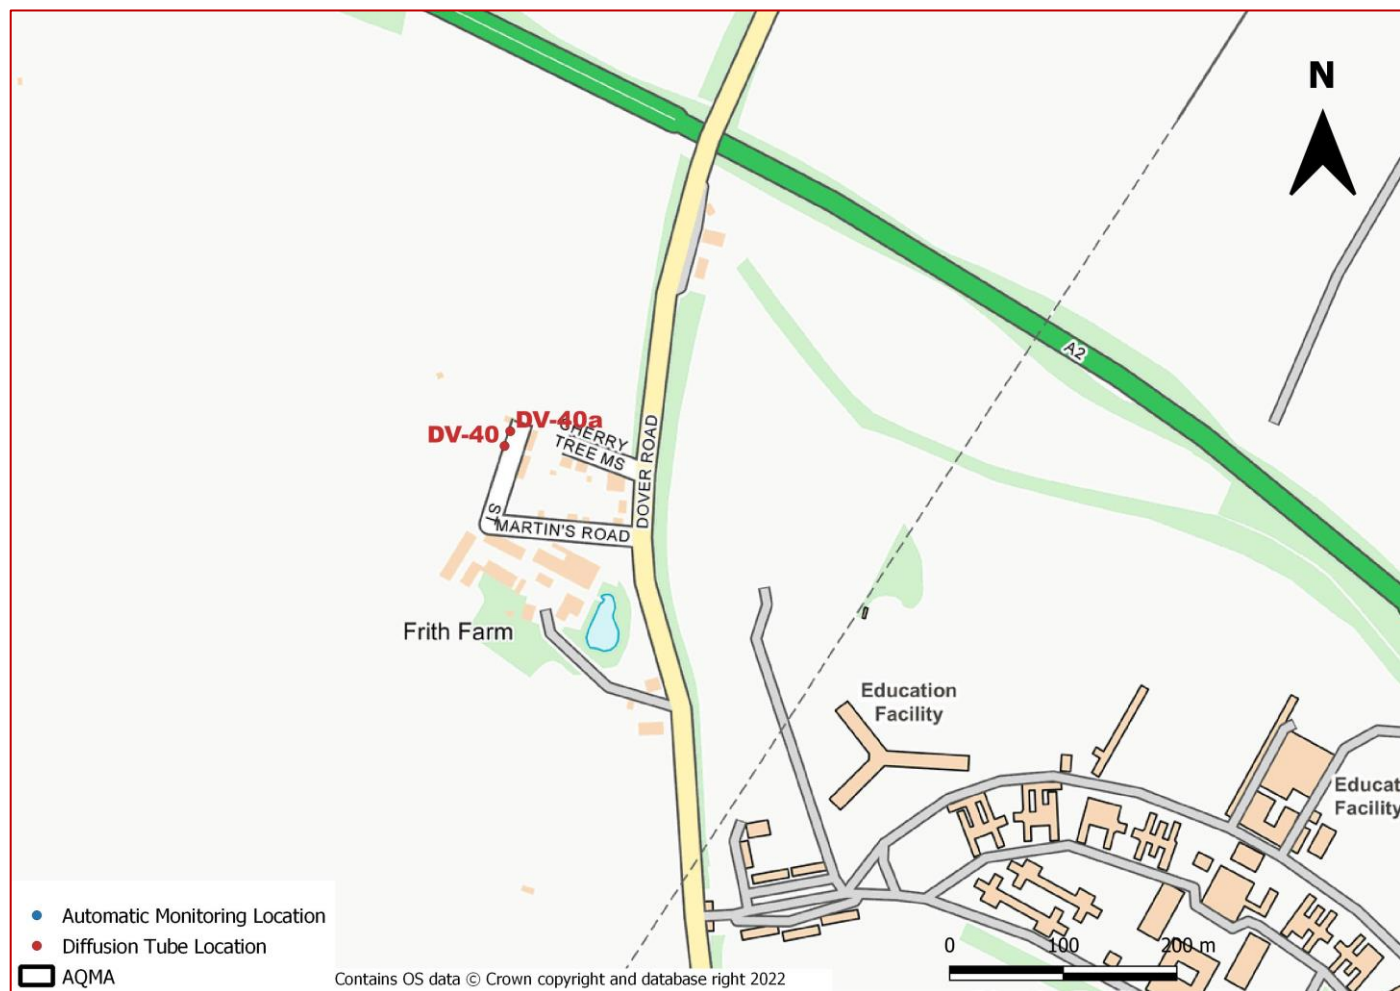 N
A2
DV-40a
DV-40
CHERRY
TREE MS
DOVER ROAD
ST
MARTIN'S ROAD
Frith Farm
Education
Facility
Educat
Facility
Automatic Monitoring Location
Diffusion Tube Location
AQMA
Contains OS data © Crown copyright and database right 2022
0 100 200 m